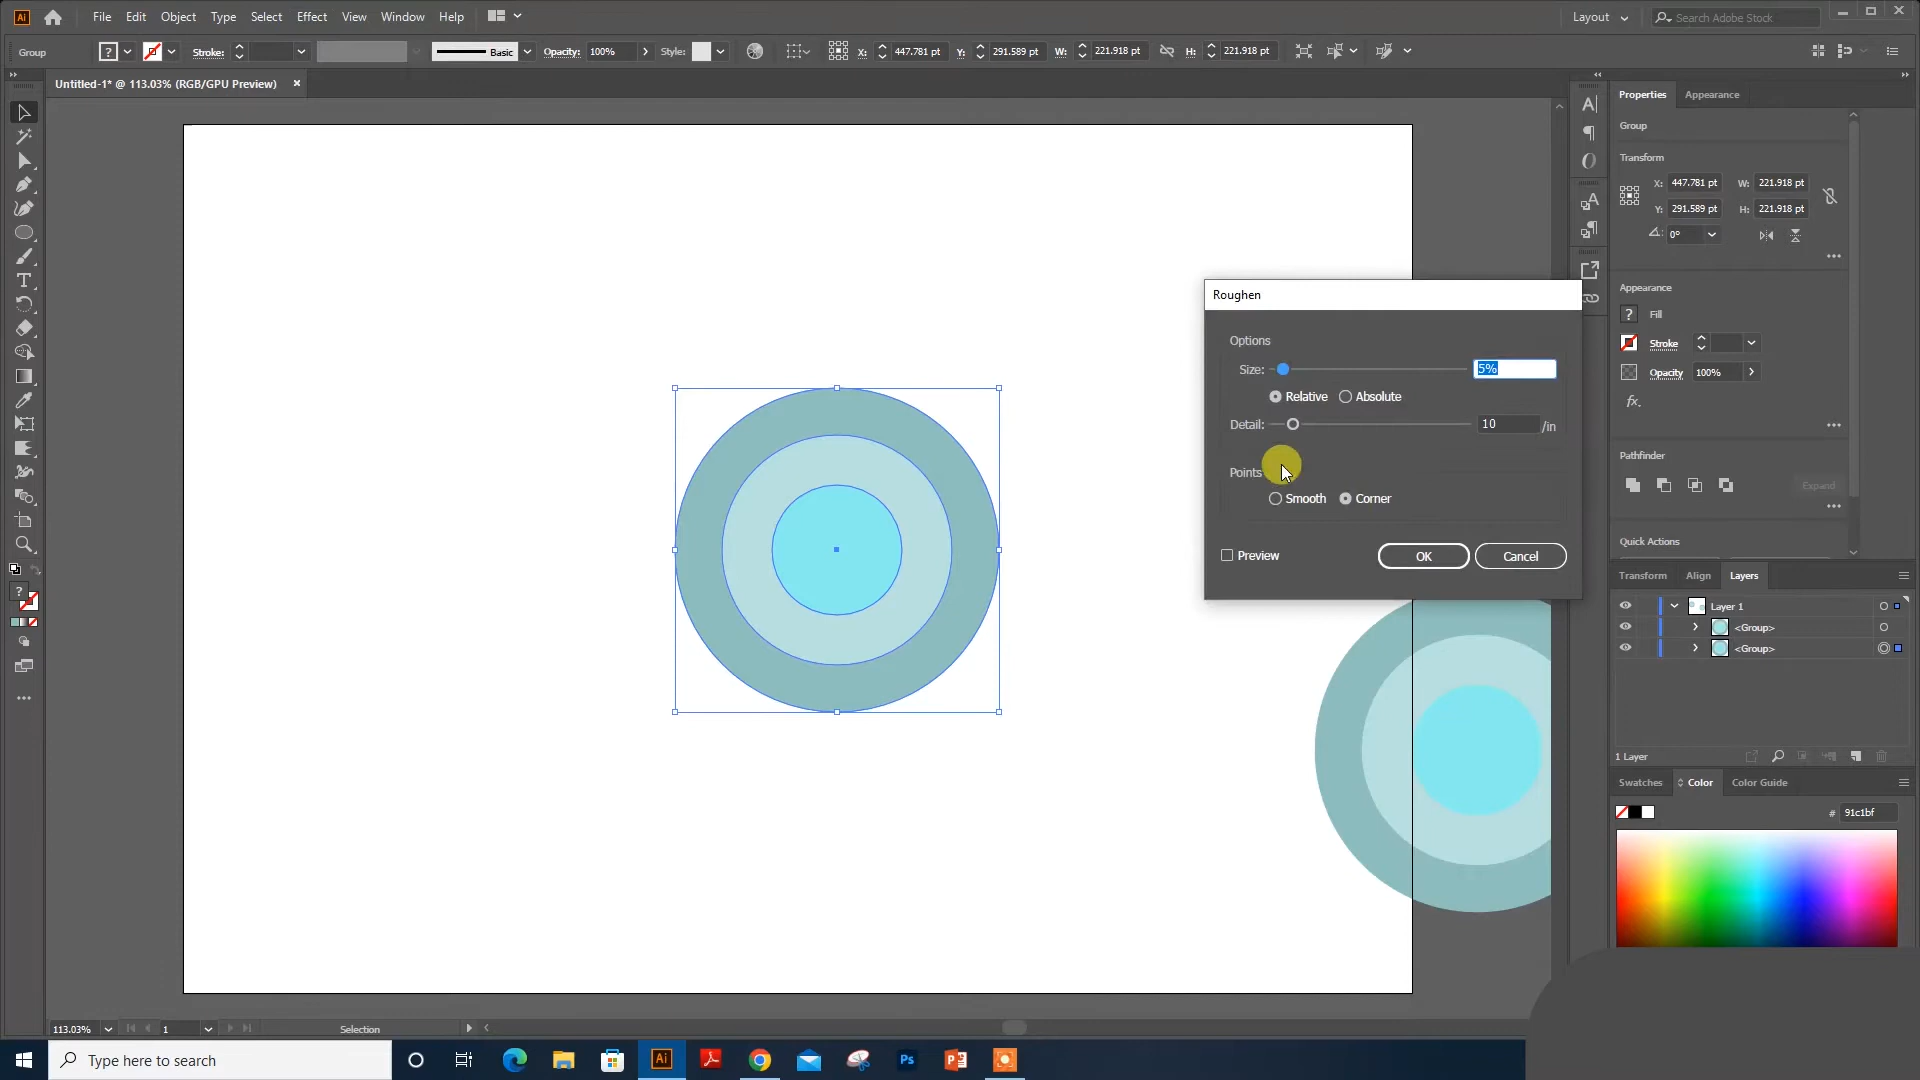 Ai File Edit Object Type Select Effect View Window Help Layout Search Adobe Stock
Group ? Stroke: Basic Opacity: 100% Style: X: 447.781 pt Y: 291.589 pt W: 221.918 pt H: 221.918 pt
Untitled-1* @ 113.03% (RGB/GPU Preview)
Properties Appearance
Group
Transform
X: 447.781 pt W: 221.918 pt
Y: 291.589 pt H: 221.918 pt
0°
Appearance
? Fill
Stroke
Opacity 100%
fx.
Pathfinder
Expand
Quick Actions
Roughen
Options
Size: 5%
Relative Absolute
Detail: 10 /in
Points
Smooth Corner
Preview OK Cancel
Transform Align Layers
Layer 1
<Group>
<Group>
1 Layer
Swatches Color Color Guide
# 91c1bf
113.03% 1 Selection
Type here to search Ai Ps